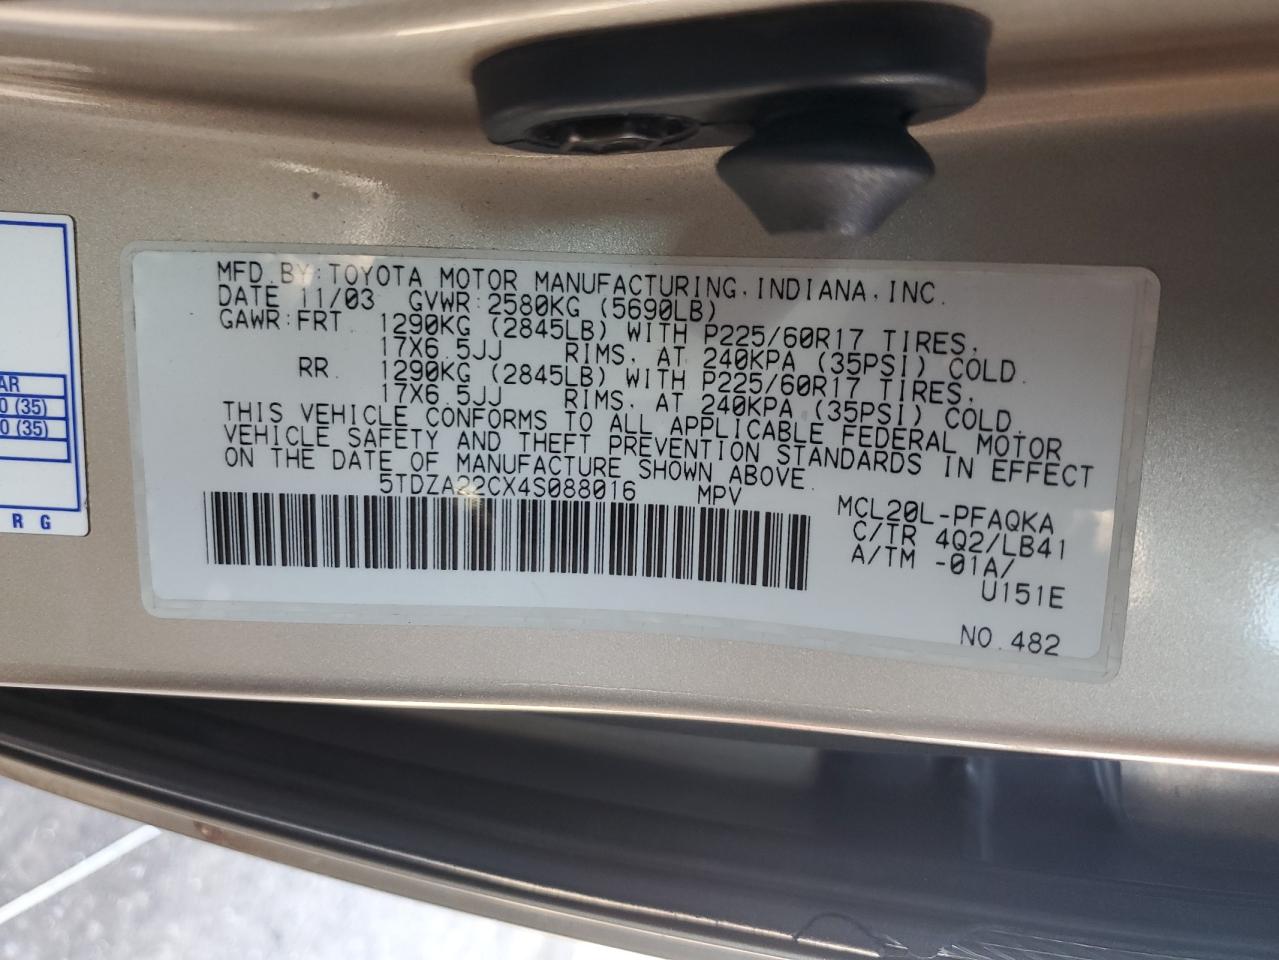 MFD.BY:TOYOTA MOTOR MANUFACTURING,INDIANA,INC.
DATE 11/03 GVWR:2580KG (5690LB)
GAWR:FRT. 1290KG (2845LB) WITH P225/60R17 TIRES,
17X6.5JJ RIMS, AT 240KPA (35PSI) COLD.
RR. 1290KG (2845LB) WITH P225/60R17 TIRES,
17X6.5JJ RIMS, AT 240KPA (35PSI) COLD.
THIS VEHICLE CONFORMS TO ALL APPLICABLE FEDERAL MOTOR
VEHICLE SAFETY AND THEFT PREVENTION STANDARDS IN EFFECT
ON THE DATE OF MANUFACTURE SHOWN ABOVE.
5TDZA22CX4S088016 MPV
MCL20L-PFAQKA
C/TR 4Q2/LB41
A/TM -01A/
U151E
NO.482
AR
0 (35)
0 (35)
R G